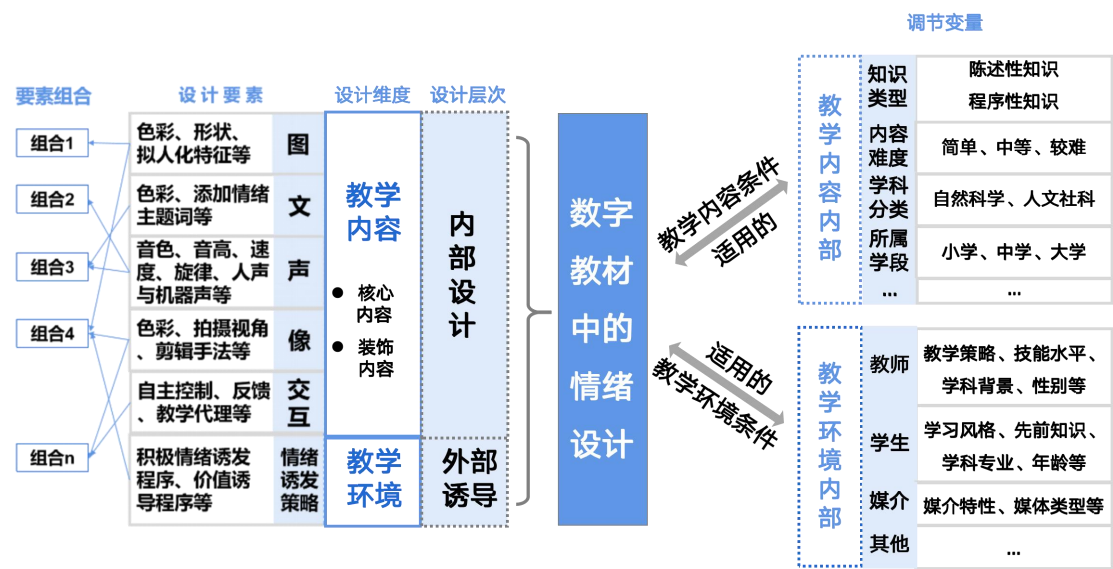 调节变量
要素组合
设计要素
设计维度
设计层次
组合1
组合2
组合3
组合4
组合n
色彩、形状、
拟人化特征等
图
色彩、添加情绪
主题词等
文
音色、音高、速
度、旋律、人声
与机器声等
声
色彩、拍摄视角
、剪辑手法等
像
自主控制、反馈
、教学代理等
交
互
积极情绪诱发
程序、价值诱
导程序等
情绪
诱发
策略
教学
内容
● 核心
内容
● 装饰
内容
教学
环境
内
部
设
计
外部
诱导
数字
教材
中的
情绪
设计
教学内容条件
适用的
适用的
教学环境条件
教
学
内
容
内
部
知识
类型
陈述性知识
程序性知识
内容
难度
简单、中等、较难
学科
分类
自然科学、人文社科
所属
学段
小学、中学、大学
...
...
教
学
环
境
内
部
教师
教学策略、技能水平、
学科背景、性别等
学生
学习风格、先前知识、
学科专业、年龄等
媒介
媒介特性、媒体类型等
其他
...